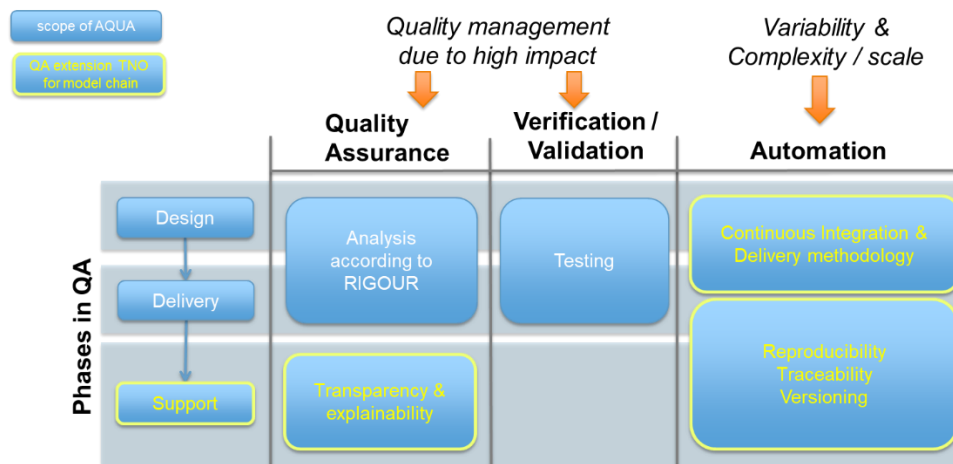 scope of AQUA
QA extension TNO
for model chain
Quality management
due to high impact
Variability &
Complexity / scale
Quality
Assurance
Verification /
Validation
Automation
Phases in QA
Design
Delivery
Support
Analysis
according to
RIGOUR
Transparency &
explainability
Testing
Continuous Integration &
Delivery methodology
Reproducibility
Traceability
Versioning